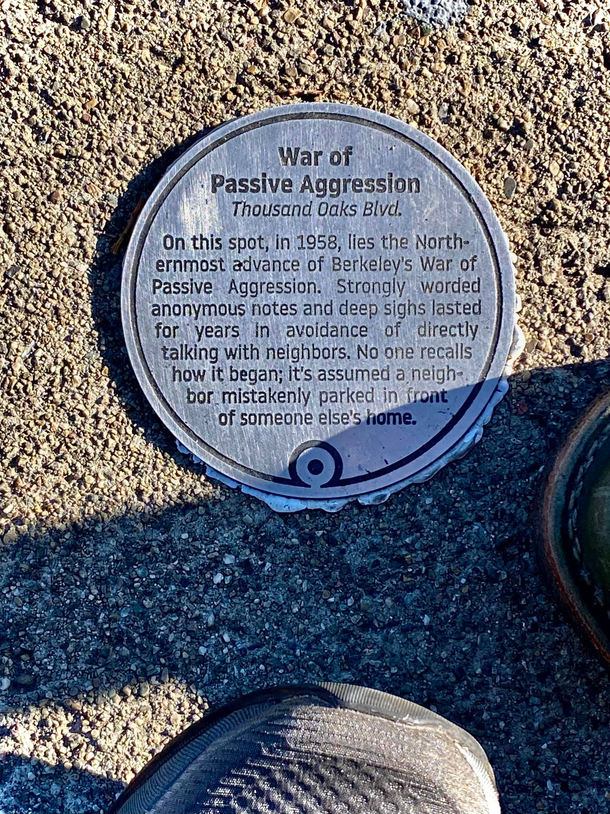 War of
Passive Aggression
Thousand Oaks Blvd.
On this spot, in 1958, lies the North-
ernmost advance of Berkeley's War of
Passive Aggression. Strongly worded
anonymous notes and deep sighs lasted
for years in avoidance of directly
talking with neighbors. No one recalls
how it began; it's assumed a neigh-
bor mistakenly parked in front
of someone else's home.